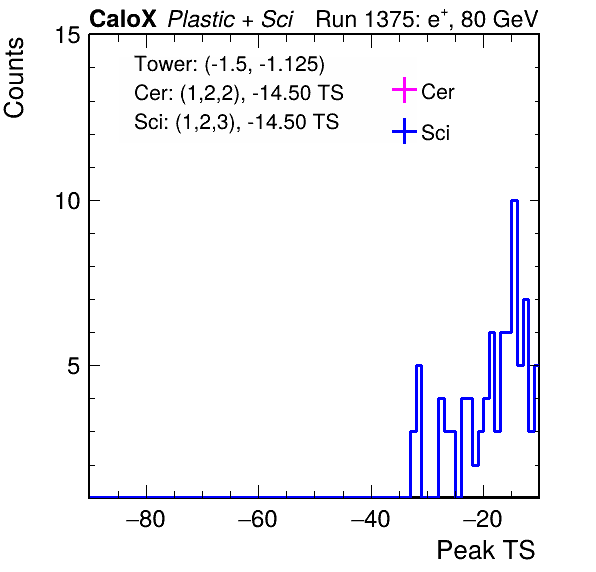 CaloX Plastic + Sci Run 1375: e+, 80 GeV
Counts
15
10
5
Tower: (-1.5, -1.125)
Cer: (1,2,2), -14.50 TS
Sci: (1,2,3), -14.50 TS
Cer
Sci
−80 −60 −40 −20
Peak TS